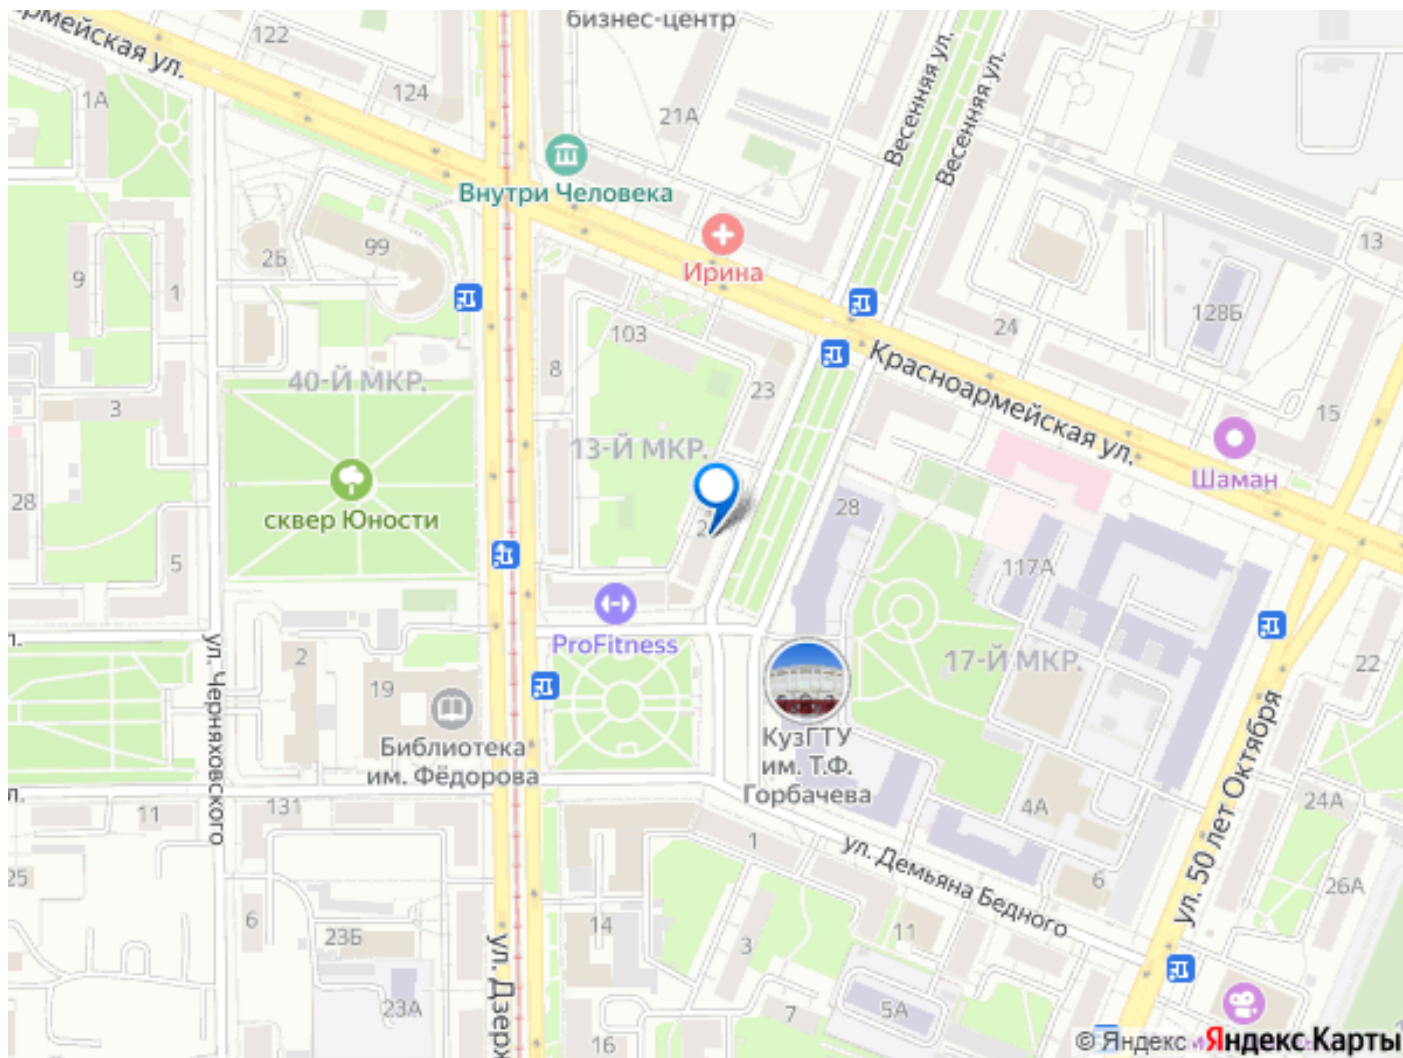 бизнес-центр
армейская ул.
122
124
1А
21А
Весенняя ул.
Весенняя ул.
Внутри Человека
Ирина
13
9
1
2Б
99
128Б
24
103
8
23
Красноармейская ул.
40-Й МКР.
3
15
13-Й МКР.
Шаман
28
сквер Юности
28
2
5
117А
ProFitness
ул. Черняховского
2
19
17-Й МКР.
22
Библиотека
им. Фёдорова
КузГТУ
им. Т.Ф.
Горбачева
ул. 50 лет Октября
л.
11
131
4А
24А
1
ул. Демьяна Бедного
25
6
26А
6
23Б
14
3
11
ул. Дзерж
23А
16
7
5А
© Яндекс
Яндекс Карты